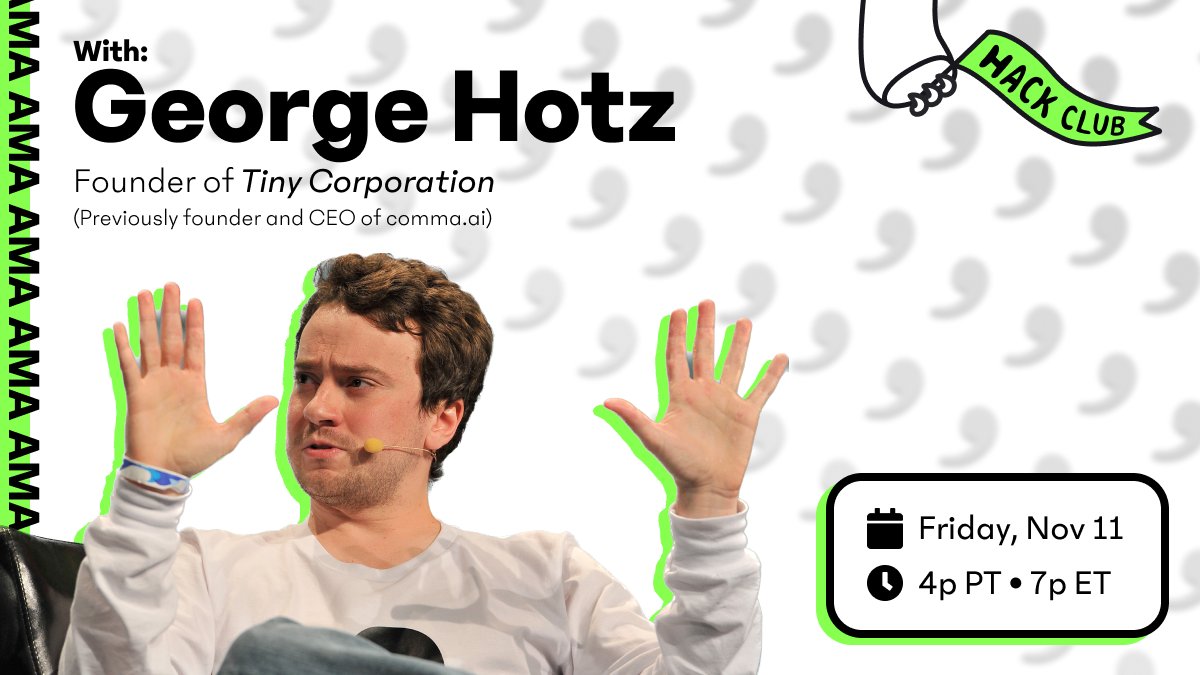 AMA AMA AMA AMA AMA
With:
George Hotz
Founder of Tiny Corporation
(Previously founder and CEO of comma.ai)
HACK CLUB
Friday, Nov 11
4p PT • 7p ET